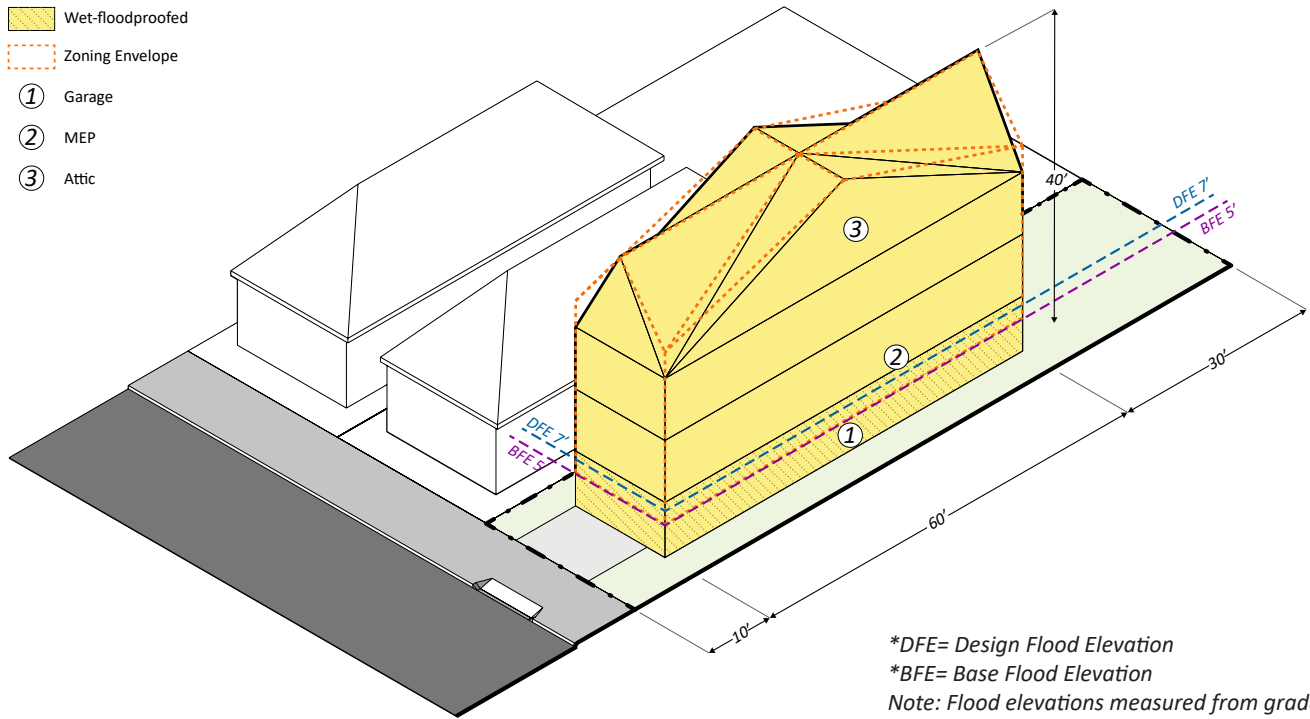 Wet-floodproofed
Zoning Envelope
1 Garage
2 MEP
3 Attic
40'
DFE 7'
BFE 5'
3
2
1
DFE 7'
BFE 5'
30'
60'
10'
*DFE= Design Flood Elevation
*BFE= Base Flood Elevation
Note: Flood elevations measured from grad